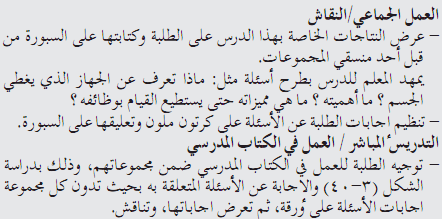 العمل الجماعي/النقاش
– عرض النتاجات الخاصة بهذا الدرس على الطلبة وكتابتها على السبورة من
قبل أحد منسقي المجموعات.
يمهد المعلم للدرس بطرح أسئلة مثل: ماذا تعرف عن الجهاز الذي يغطي
الجسم ؟ ما أهميته ؟ ما هي مميزاته حتى يستطيع القيام بوظائفه ؟
– تنظيم اجابات الطلبة عن الأسئلة على كرتون ملون وتعليقها على السبورة.
التدريس المباشر / العمل في الكتاب المدرسي
– توجيه الطلبة للعمل في الكتاب المدرسي ضمن مجموعاتهم، وذلك بدراسة
الشكل (٣-٤٠) والاجابة عن الأسئلة المتعلقة به بحيث تدون كل مجموعة
اجابات الأسئلة على ورقة، ثم تعرض اجاباتها، وتناقش.